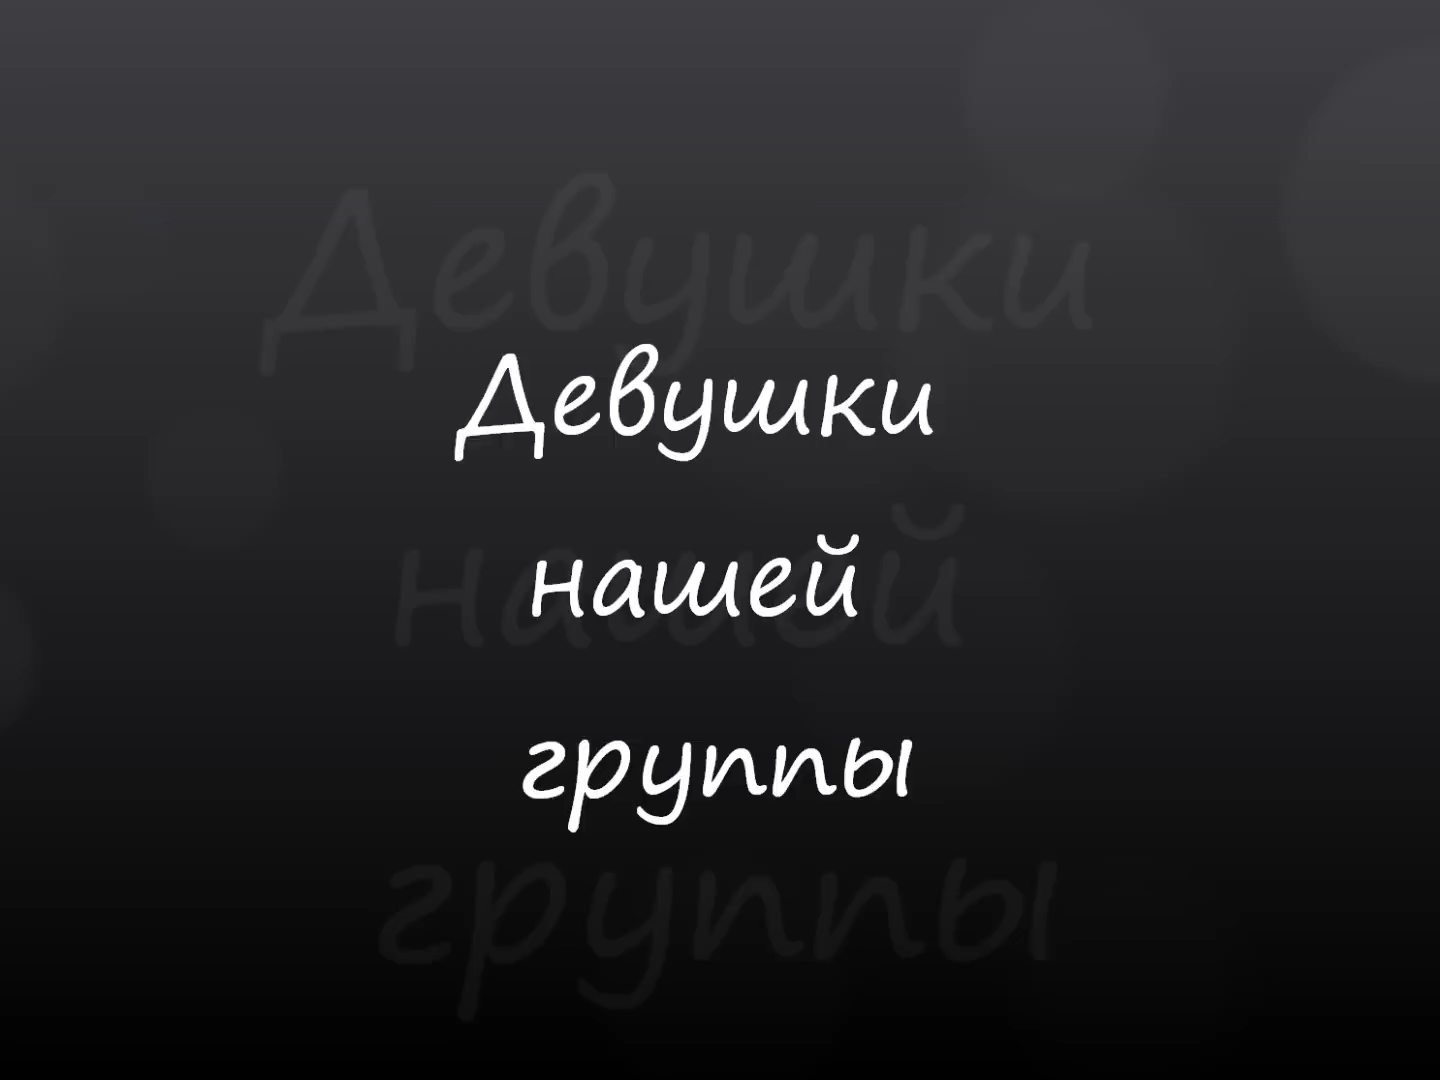 Девушки
нашей
группы